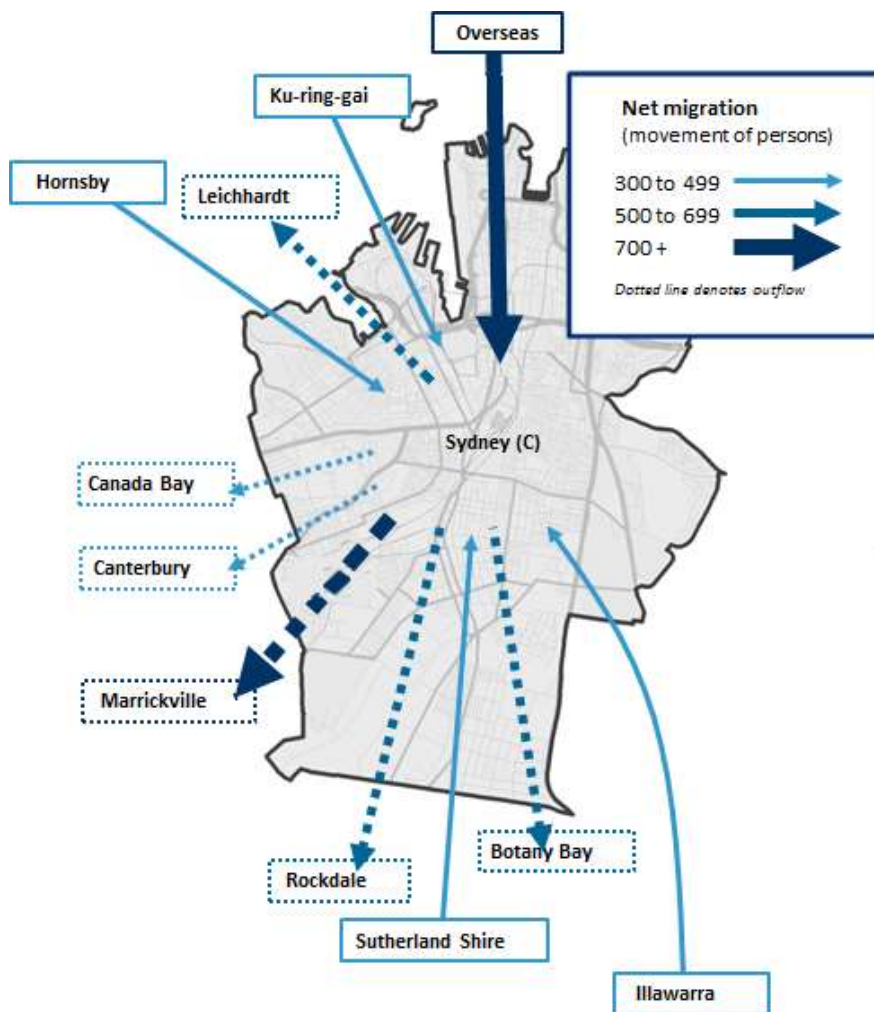 Overseas
Ku-ring-gai
Net migration
(movement of persons)
Hornsby
Leichhardt
300 to 499
500 to 699
700 +
Dotted line denotes outflow
Sydney (C)
Canada Bay
Canterbury
Marrickville
Botany Bay
Rockdale
Sutherland Shire
Illawarra